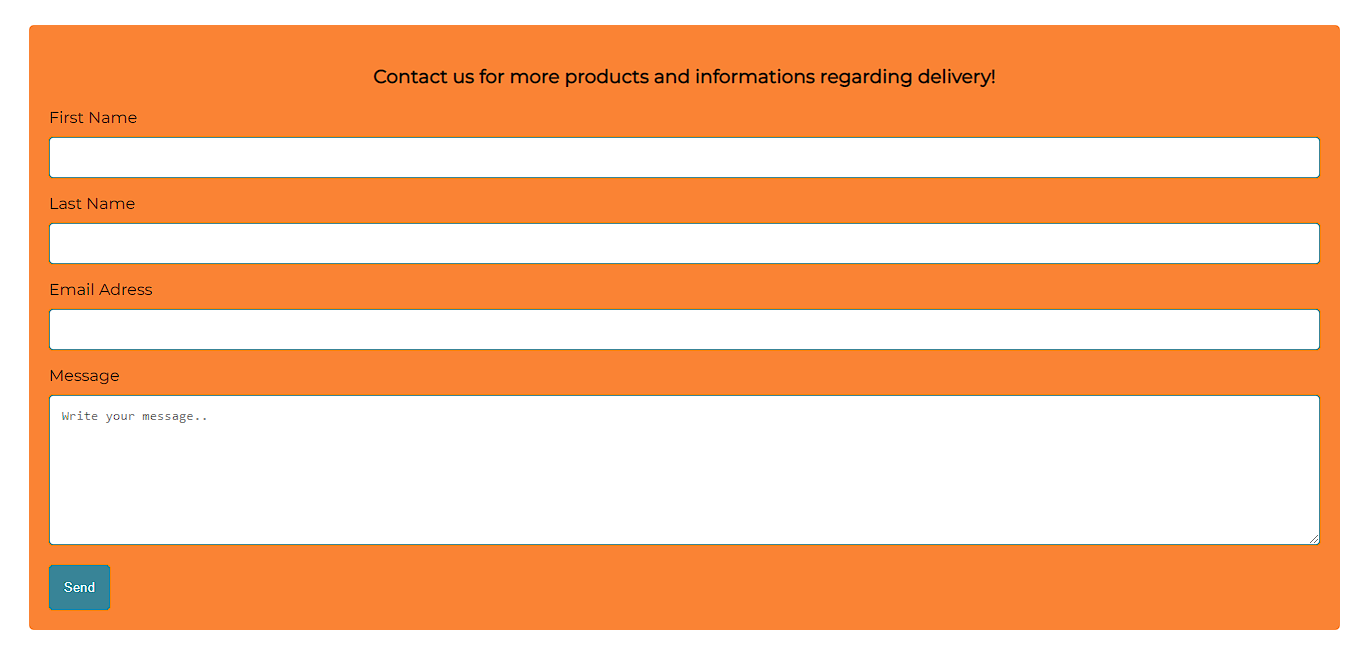 Contact us for more products and informations regarding delivery!
First Name
Last Name
Email Adress
Message
Write your message..
Send